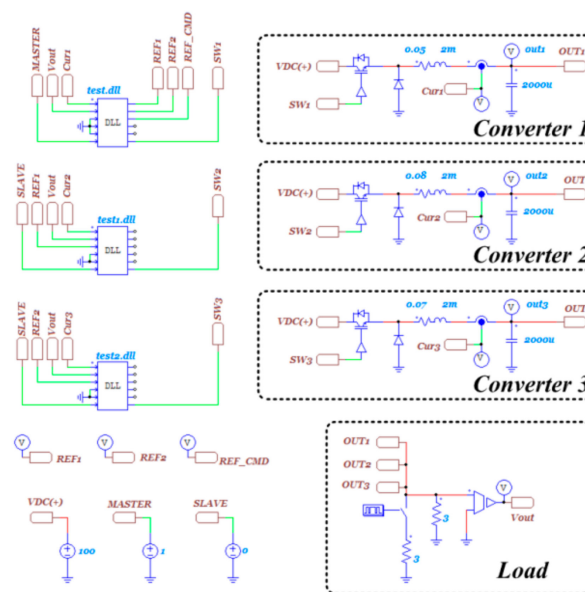 MASTER
Vout
Cur1
REF1
REF2
REF_CMD
SW1
test.dll
DLL
SLAVE
REF1
Vout
Cur2
SW2
test1.dll
DLL
SLAVE
REF2
Vout
Cur3
SW3
test2.dll
DLL
V
REF1
V
REF2
V
REF_CMD
VDC(+)
100
MASTER
1
SLAVE
0
VDC(+)
SW1
0.05 2m
Cur1
V
V
out1
OUT1
2000u
Converter 1
VDC(+)
SW2
0.08 2m
Cur2
V
V
out2
OUT
2000u
Converter 2
VDC(+)
SW3
0.07 2m
Cur3
V
V
out3
OUT
2000u
Converter 3
OUT1
OUT2
OUT3
3
3
V
Vout
Load